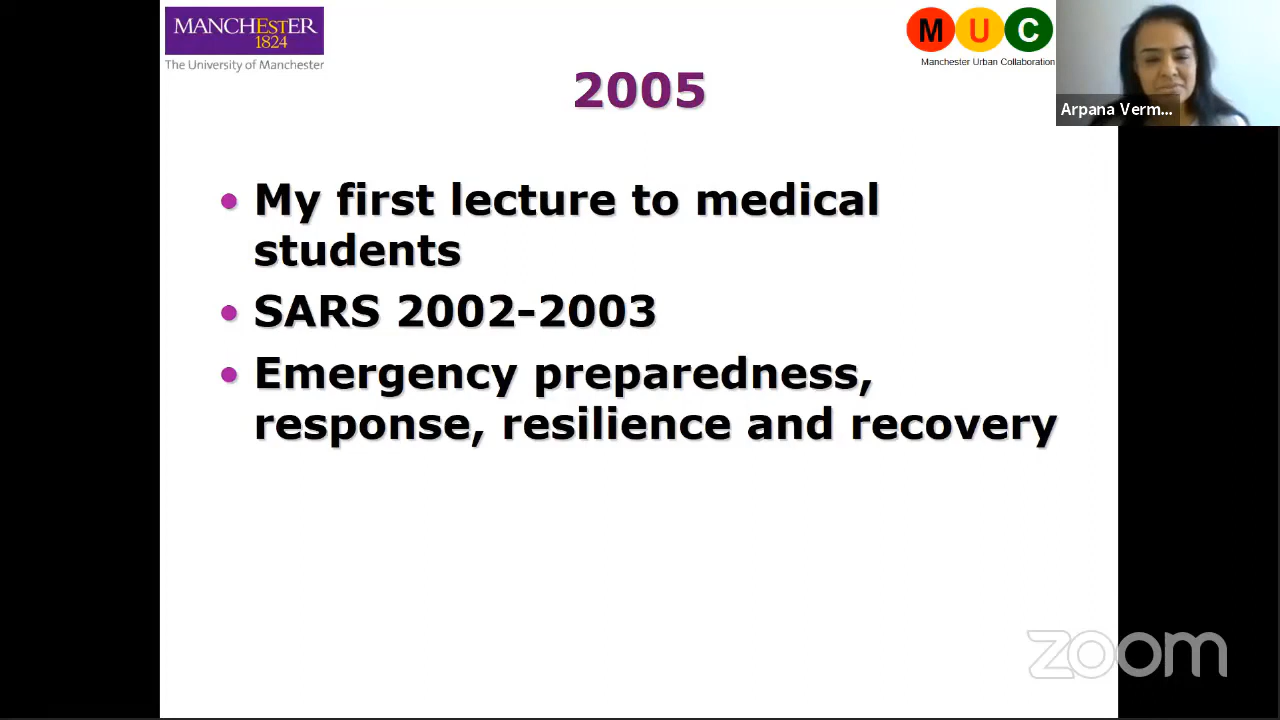 MANCHESTER
1824
The University of Manchester
M U C
Manchester Urban Collaboration
Arpana Verm...
2005
• My first lecture to medical
students
• SARS 2002-2003
• Emergency preparedness,
response, resilience and recovery
zoom